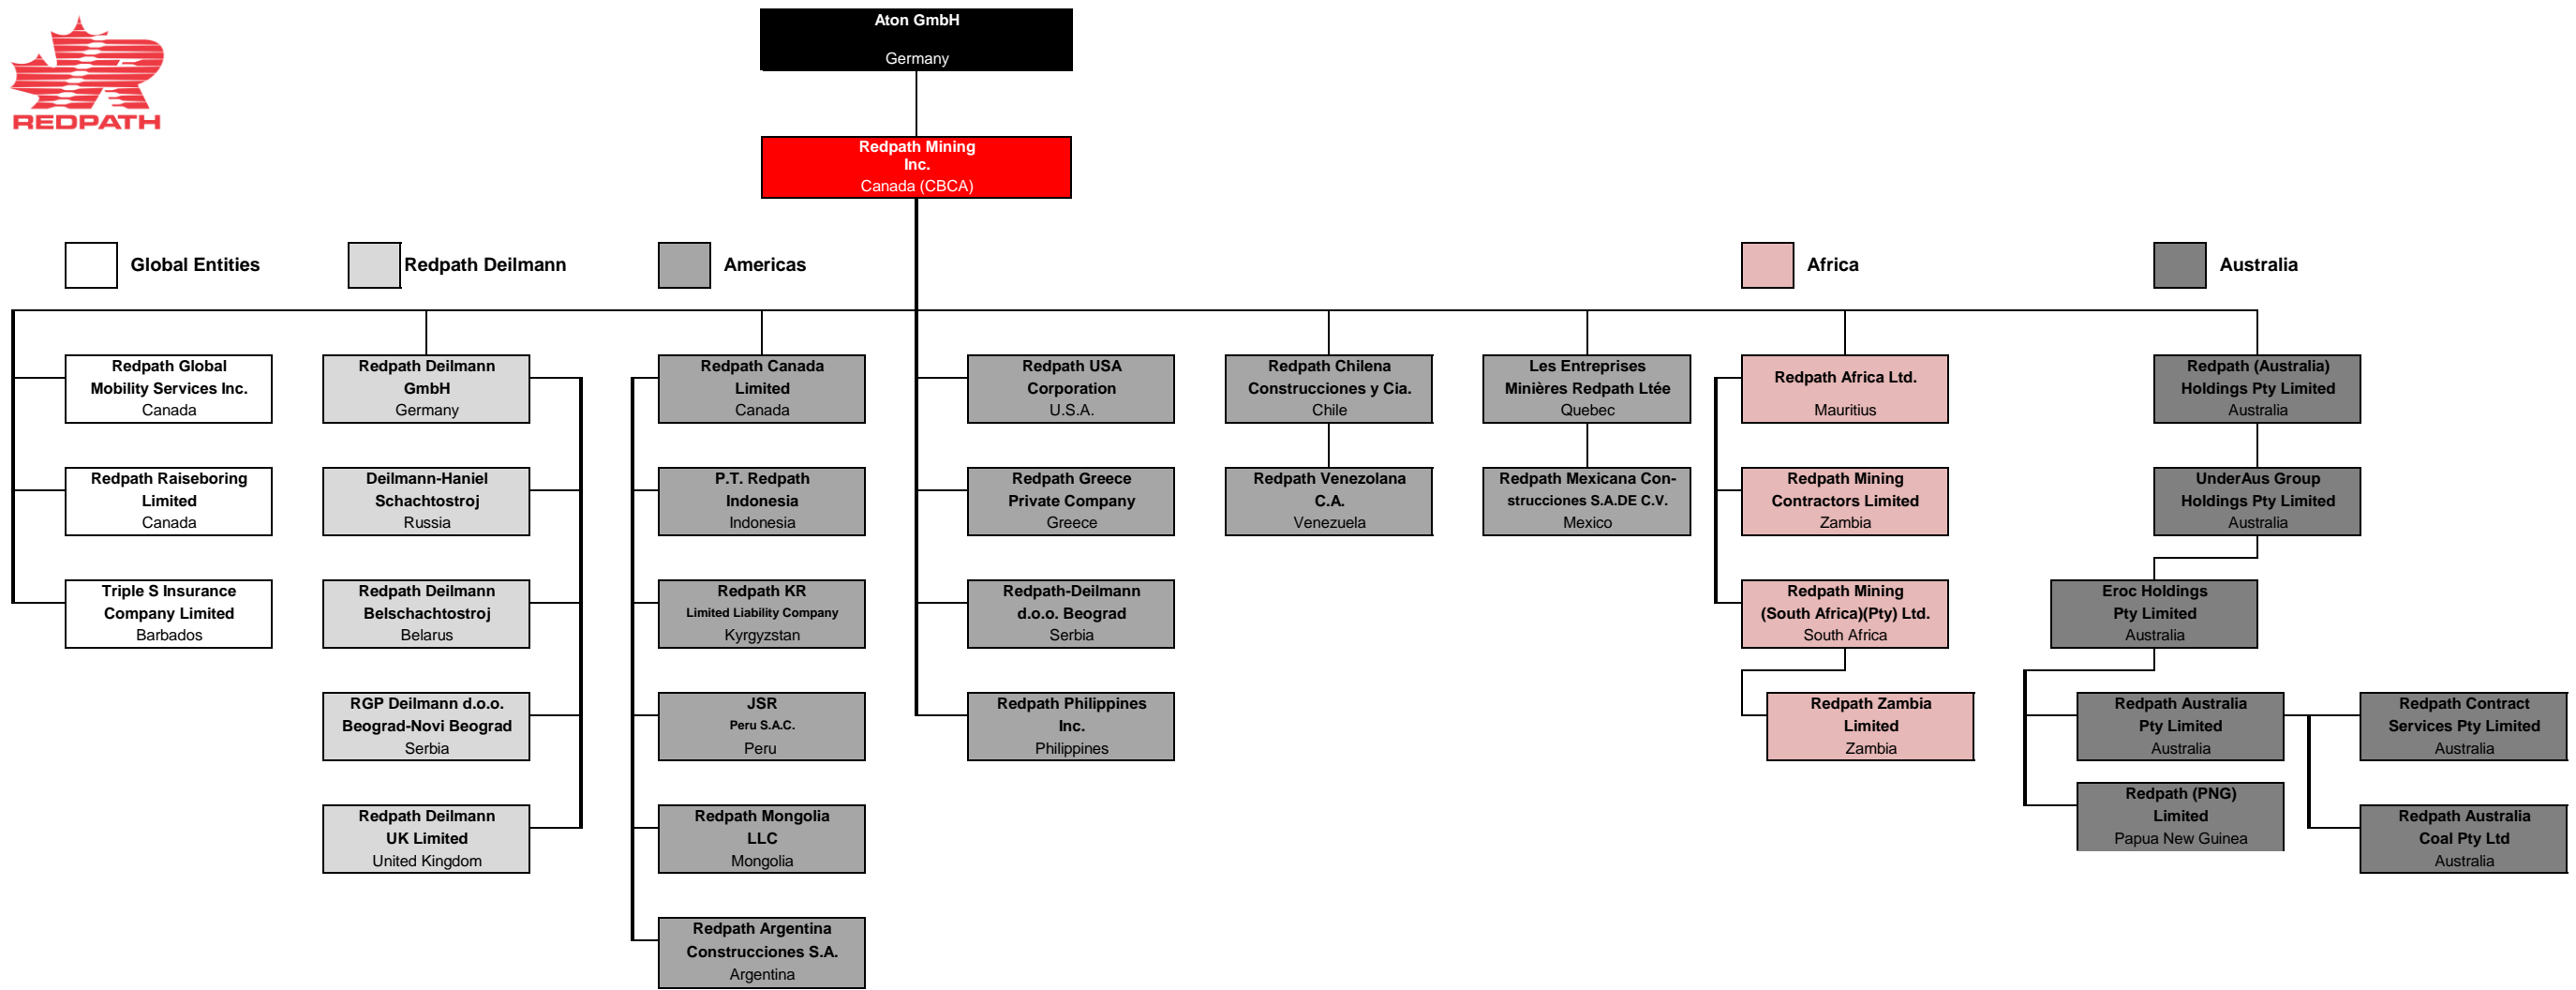 REDPATH
Aton GmbH
Germany
Redpath Mining
Inc.
Canada (CBCA)
Global Entities
Redpath Deilmann
Americas
Africa
Australia
Redpath Global
Mobility Services Inc.
Canada
Redpath Deilmann
GmbH
Germany
Redpath Canada
Limited
Canada
Redpath USA
Corporation
U.S.A.
Redpath Chilena
Construcciones y Cia.
Chile
Les Entreprises
Minières Redpath Ltée
Quebec
Redpath Africa Ltd.
Mauritius
Redpath (Australia)
Holdings Pty Limited
Australia
Redpath Raiseboring
Limited
Canada
Deilmann-Haniel
Schachtostroj
Russia
P.T. Redpath
Indonesia
Indonesia
Redpath Greece
Private Company
Greece
Redpath Venezolana
C.A.
Venezuela
Redpath Mexicana Con-
strucciones S.A.DE C.V.
Mexico
Redpath Mining
Contractors Limited
Zambia
UnderAus Group
Holdings Pty Limited
Australia
Triple S Insurance
Company Limited
Barbados
Redpath Deilmann
Belschachtostroj
Belarus
Redpath KR
Limited Liability Company
Kyrgyzstan
Redpath-Deilmann
d.o.o. Beograd
Serbia
Redpath Mining
(South Africa)(Pty) Ltd.
South Africa
Eroc Holdings
Pty Limited
Australia
RGP Deilmann d.o.o.
Beograd-Novi Beograd
Serbia
JSR
Peru S.A.C.
Peru
Redpath Philippines
Inc.
Philippines
Redpath Zambia
Limited
Zambia
Redpath Australia
Pty Limited
Australia
Redpath Contract
Services Pty Limited
Australia
Redpath Deilmann
UK Limited
United Kingdom
Redpath Mongolia
LLC
Mongolia
Redpath (PNG)
Limited
Papua New Guinea
Redpath Australia
Coal Pty Ltd
Australia
Redpath Argentina
Construcciones S.A.
Argentina